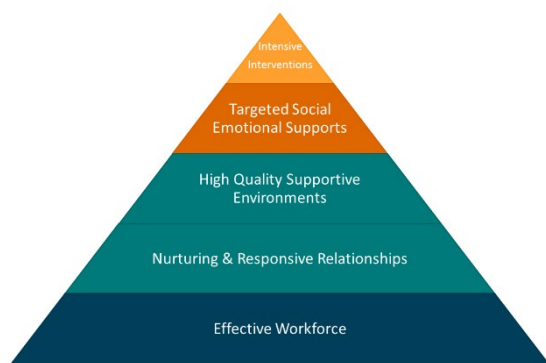 Intensive
Interventions
Targeted Social
Emotional Supports
High Quality Supportive
Environments
Nurturing & Responsive Relationships
Effective Workforce